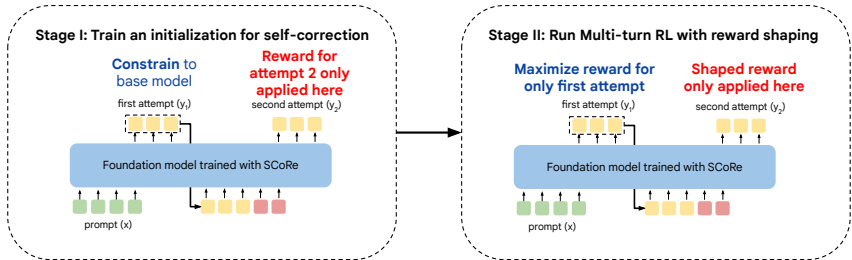 Stage I: Train an initialization for self-correction
Constrain to
base model
Reward for
attempt 2 only
applied here
first attempt (y₁)
second attempt (y₂)
Foundation model trained with SCoRe
prompt (x)
Stage II: Run Multi-turn RL with reward shaping
Maximize reward for
only first attempt
Shaped reward
only applied here
first attempt (y₁)
second attempt (y₂)
Foundation model trained with SCoRe
prompt (x)